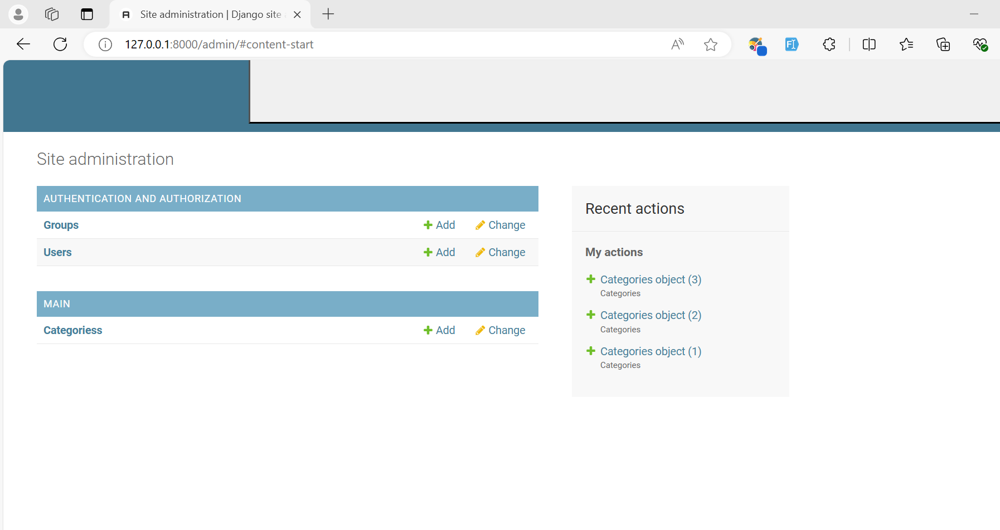 Site administration | Django site
127.0.0.1:8000/admin/#content-start
Site administration
AUTHENTICATION AND AUTHORIZATION
Groups Add Change
Users Add Change
MAIN
Categoriess Add Change
Recent actions
My actions
Categories object (3)
Categories
Categories object (2)
Categories
Categories object (1)
Categories